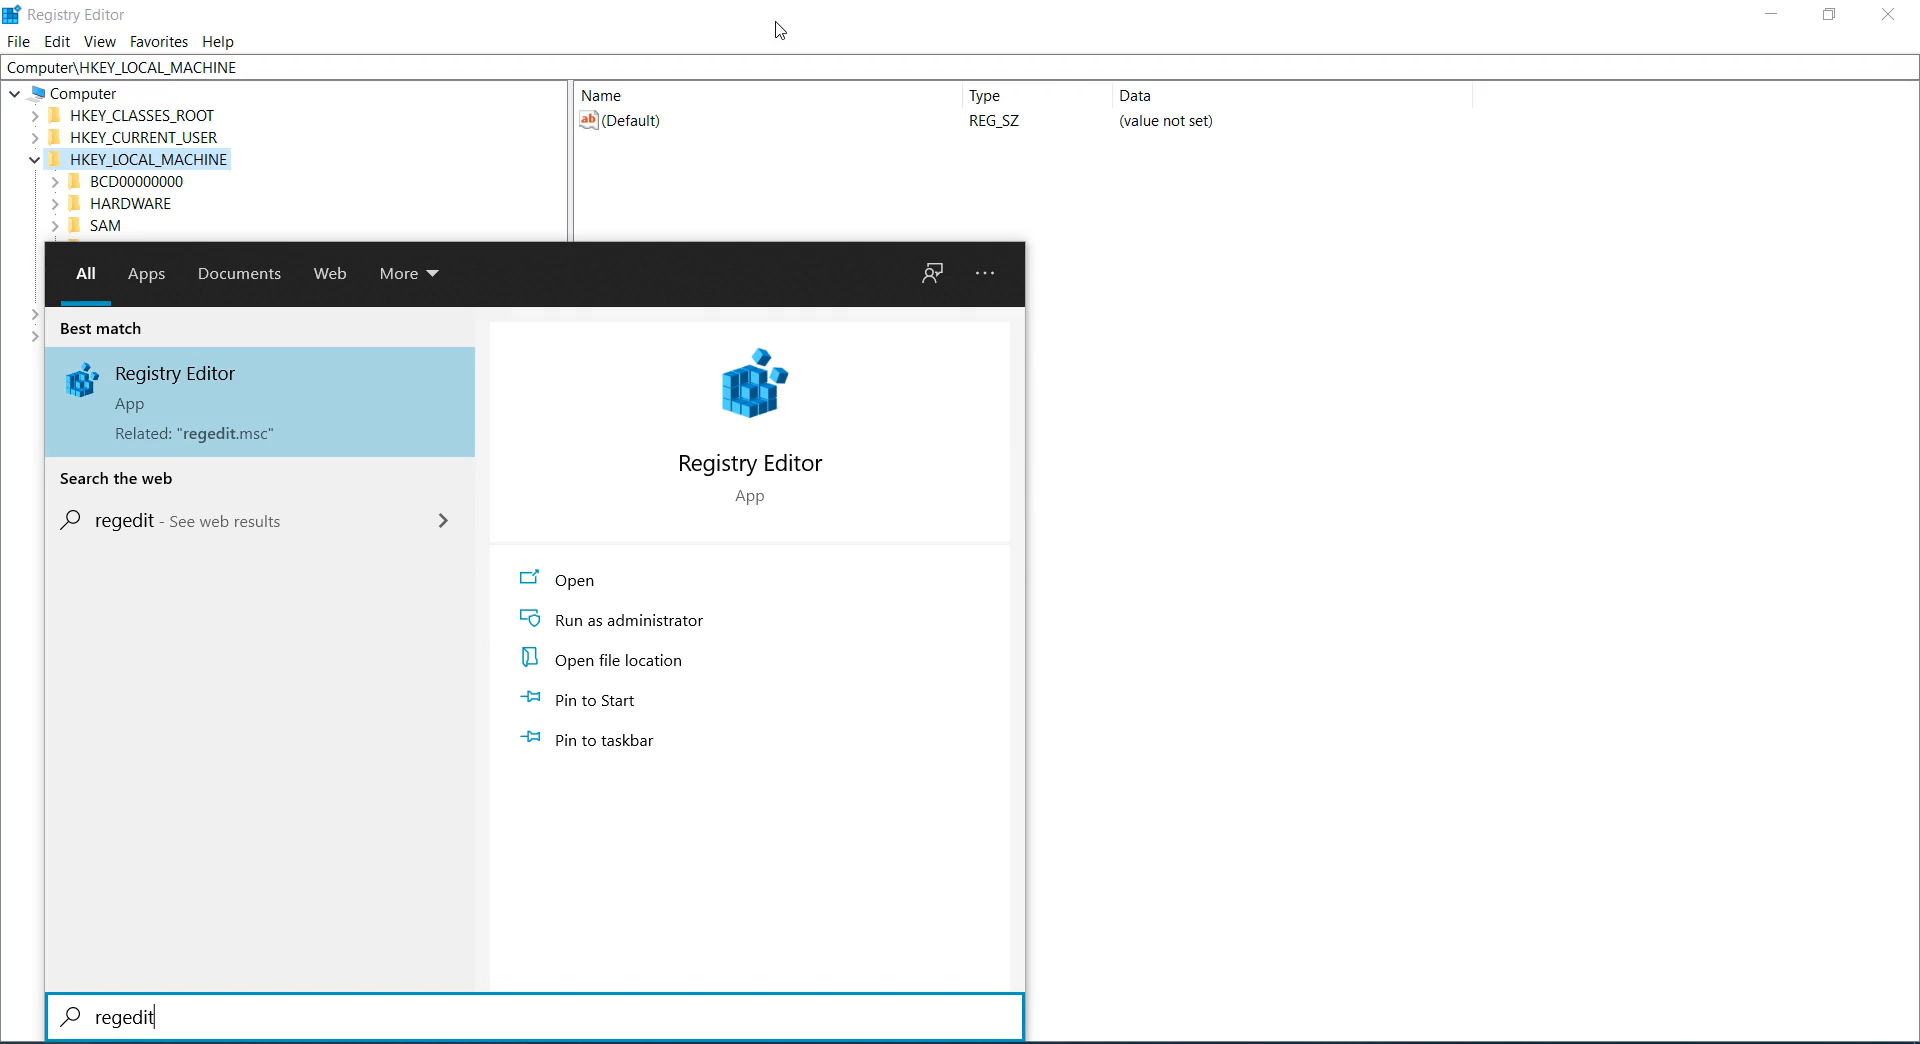 Registry Editor
File Edit View Favorites Help
Computer\HKEY_LOCAL_MACHINE
Computer
HKEY_CLASSES_ROOT
HKEY_CURRENT_USER
HKEY_LOCAL_MACHINE
BCD00000000
HARDWARE
SAM
Name Type Data
ab (Default) REG_SZ (value not set)
All Apps Documents Web More
Best match
Registry Editor
App
Related: "regedit.msc"
Search the web
regedit - See web results
Registry Editor
App
Open
Run as administrator
Open file location
Pin to Start
Pin to taskbar
regedit